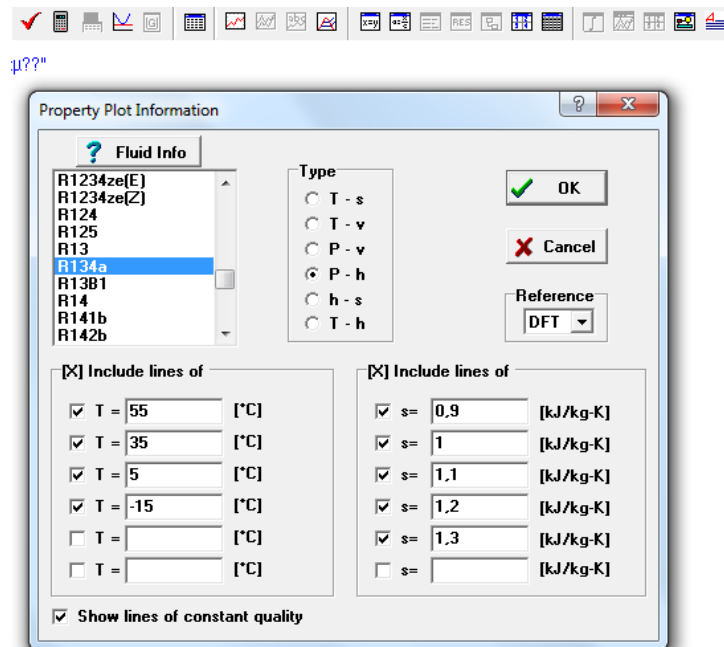 :µ??"
Property Plot Information
Fluid Info
R1234ze(E)
R1234ze(Z)
R124
R125
R13
R134a
R13B1
R14
R141b
R142b
Type
T - s
T - v
P - v
P - h
h - s
T - h
OK
Cancel
Reference
DFT
[X] Include lines of
T = 55 [°C]
T = 35 [°C]
T = 5 [°C]
T = -15 [°C]
T = [°C]
T = [°C]
[X] Include lines of
s= 0,9 [kJ/kg-K]
s= 1 [kJ/kg-K]
s= 1,1 [kJ/kg-K]
s= 1,2 [kJ/kg-K]
s= 1,3 [kJ/kg-K]
s= [kJ/kg-K]
Show lines of constant quality